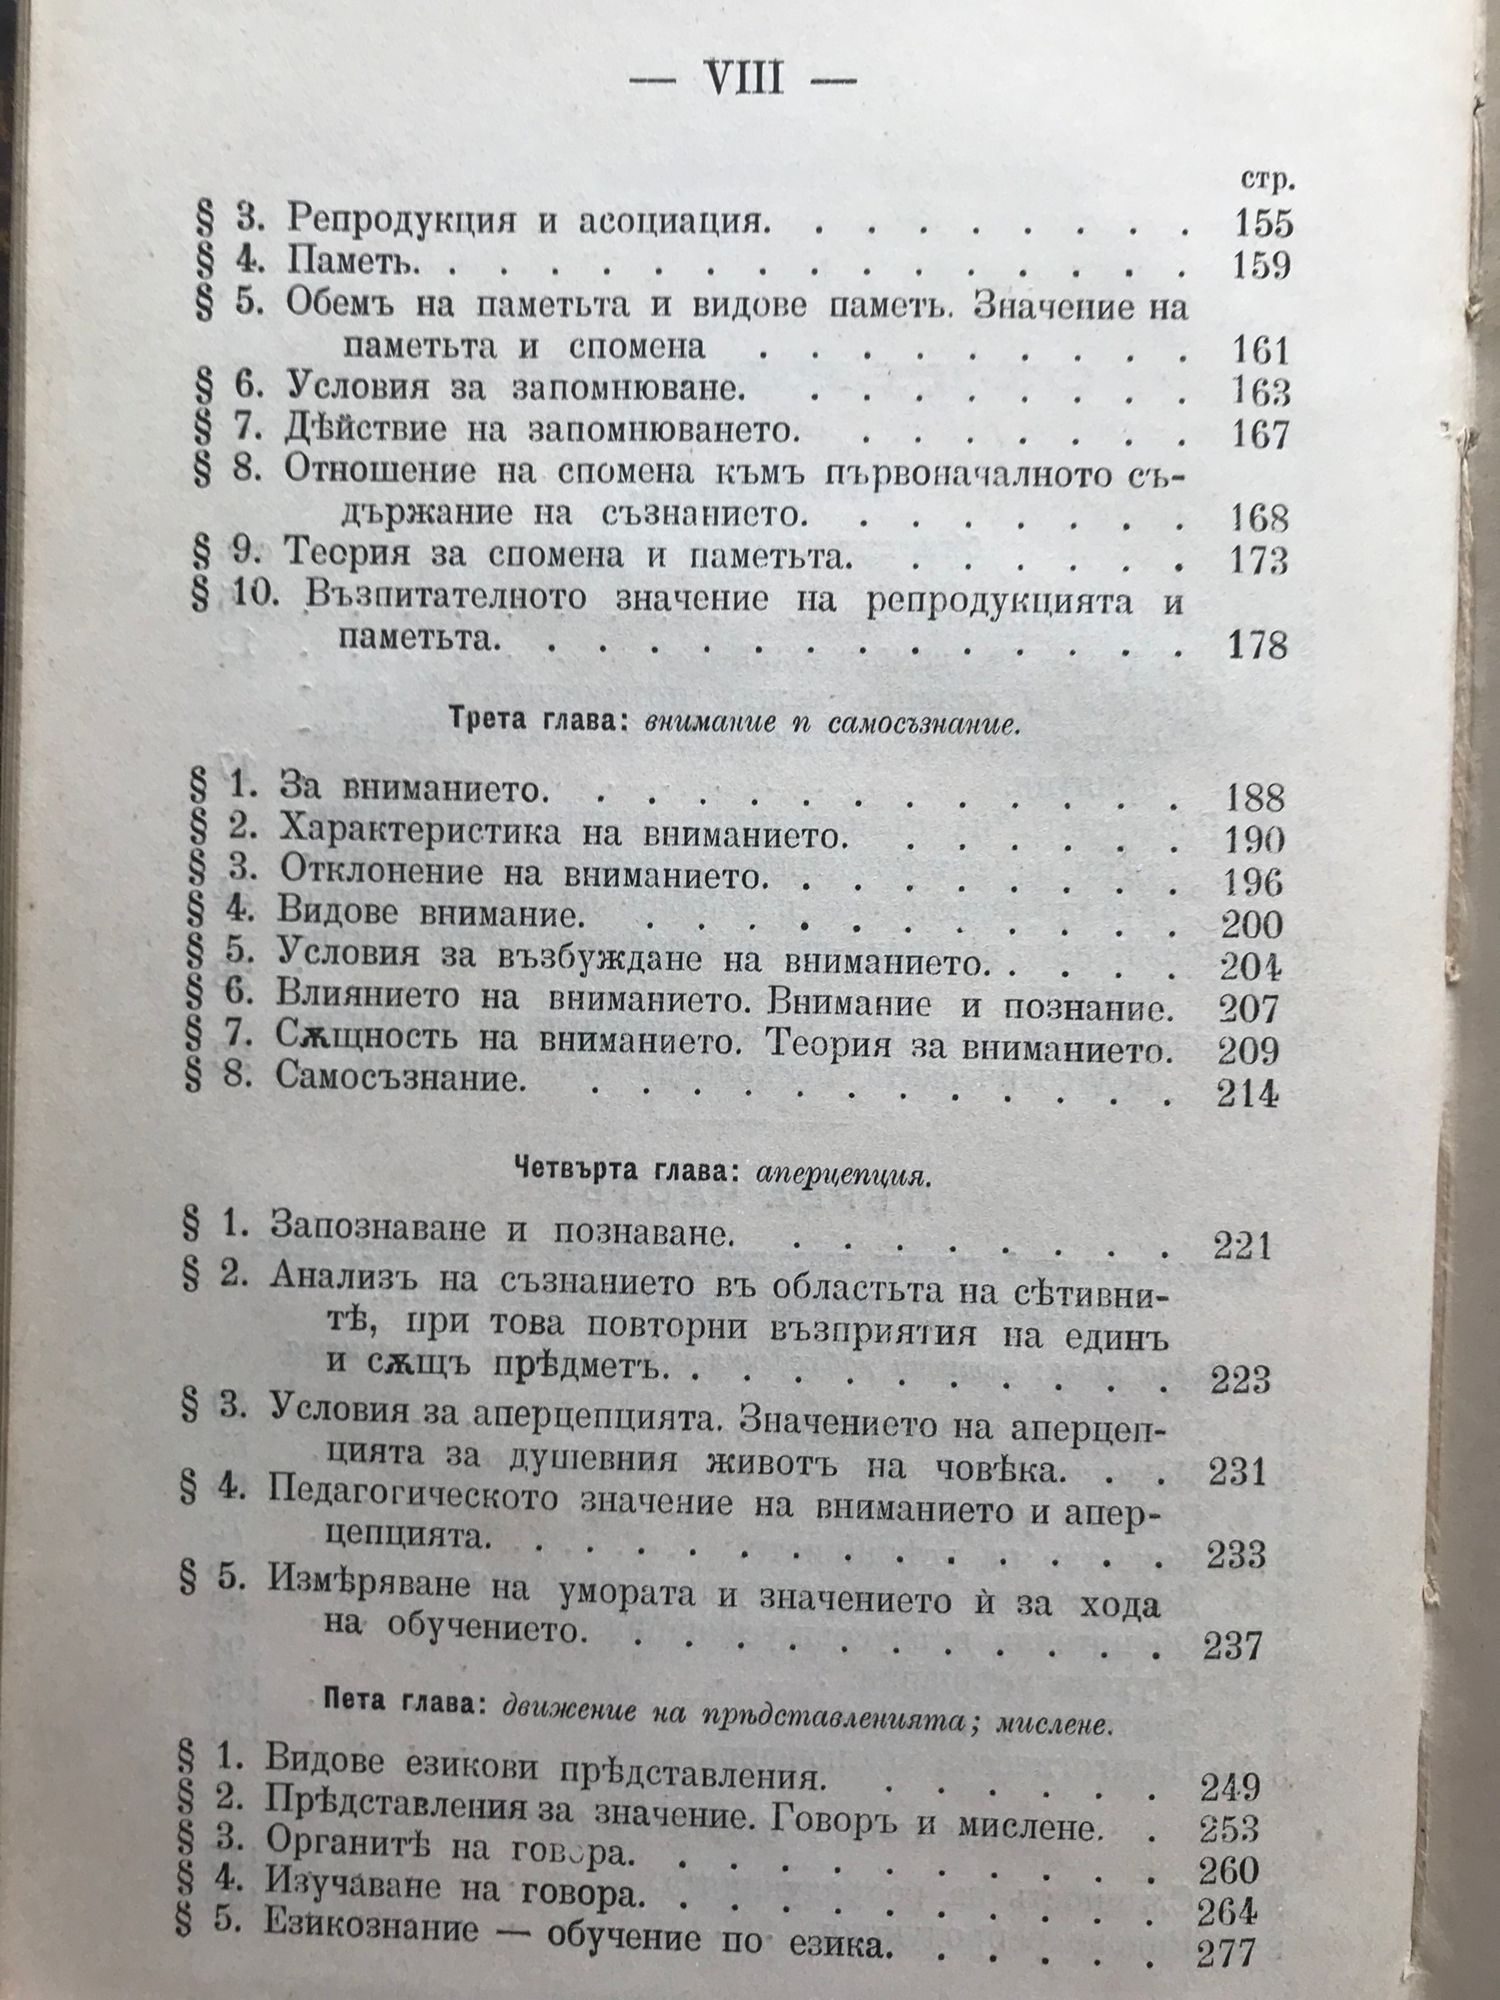 — VIII —
стр.
§ 3. Репродукция и асоциация. . . . . . . . . 155
§ 4. Паметь. . . . . . . . . . . . . . . . 159
§ 5. Обемъ на паметьта и видове паметь. Значение на
паметьта и спомена . . . . . . . . . 161
§ 6. Условия за запомнюване. . . . . . . . . 163
§ 7. Дѣйствие на запомнюването. . . . . . . . 167
§ 8. Отношение на спомена към​ъ първоначалното съ-
държание на съзнанието. . . . . . . . 168
§ 9. Теория за спомена и паметьта. . . . . . . 173
§ 10. Възпитателното значение на репродукцията и
паметьта. . . . . . . . . . . . . . 178
Трета глава: внимание п самосъзнание.
§ 1. За вниманието. . . . . . . . . . . . . 188
§ 2. Характеристика на вниманието. . . . . . . 190
§ 3. Отклонение на вниманието. . . . . . . . . 196
§ 4. Видове внимание. . . . . . . . . . . . 200
§ 5. Условия за възбуждане на вниманието. . . . . 204
§ 6. Влиянието на вниманието. Внимание и познание. 207
§ 7. Сѫщность на вниманието. Теория за вниманието. 209
§ 8. Самосъзнание. . . . . . . . . . . . . 214
Четвърта глава: аперцепция.
§ 1. Запознаване и познаване. . . . . . . . . 221
§ 2. Анализъ на съзнанието въ областьта на сѣтивни-
тѣ, при това повторни възприятия на единъ
и сѫщъ прѣдметъ. . . . . . . . . . . 223
§ 3. Условия за аперцепцията. Значението на аперцеп-
цията за душевния животъ на човѣка. . . 231
§ 4. Педагогическото значение на вниманието и апер-
цепцията. . . . . . . . . . . . . . 233
§ 5. Измѣряване на умората и значението ѝ за хода
на обучението. . . . . . . . . . . . 237
Пета глава: движение на прѣдставленията; мислене.
§ 1. Видове езикови прѣдставления. . . . . . . 249
§ 2. Прѣдставления за значение. Говоръ и мислене. . 253
§ 3. Органитѣ на говора. . . . . . . . . . . 260
§ 4. Изучаване на говора. . . . . . . . . . . 264
§ 5. Езикознание — обучение по езика. . . . . . 277